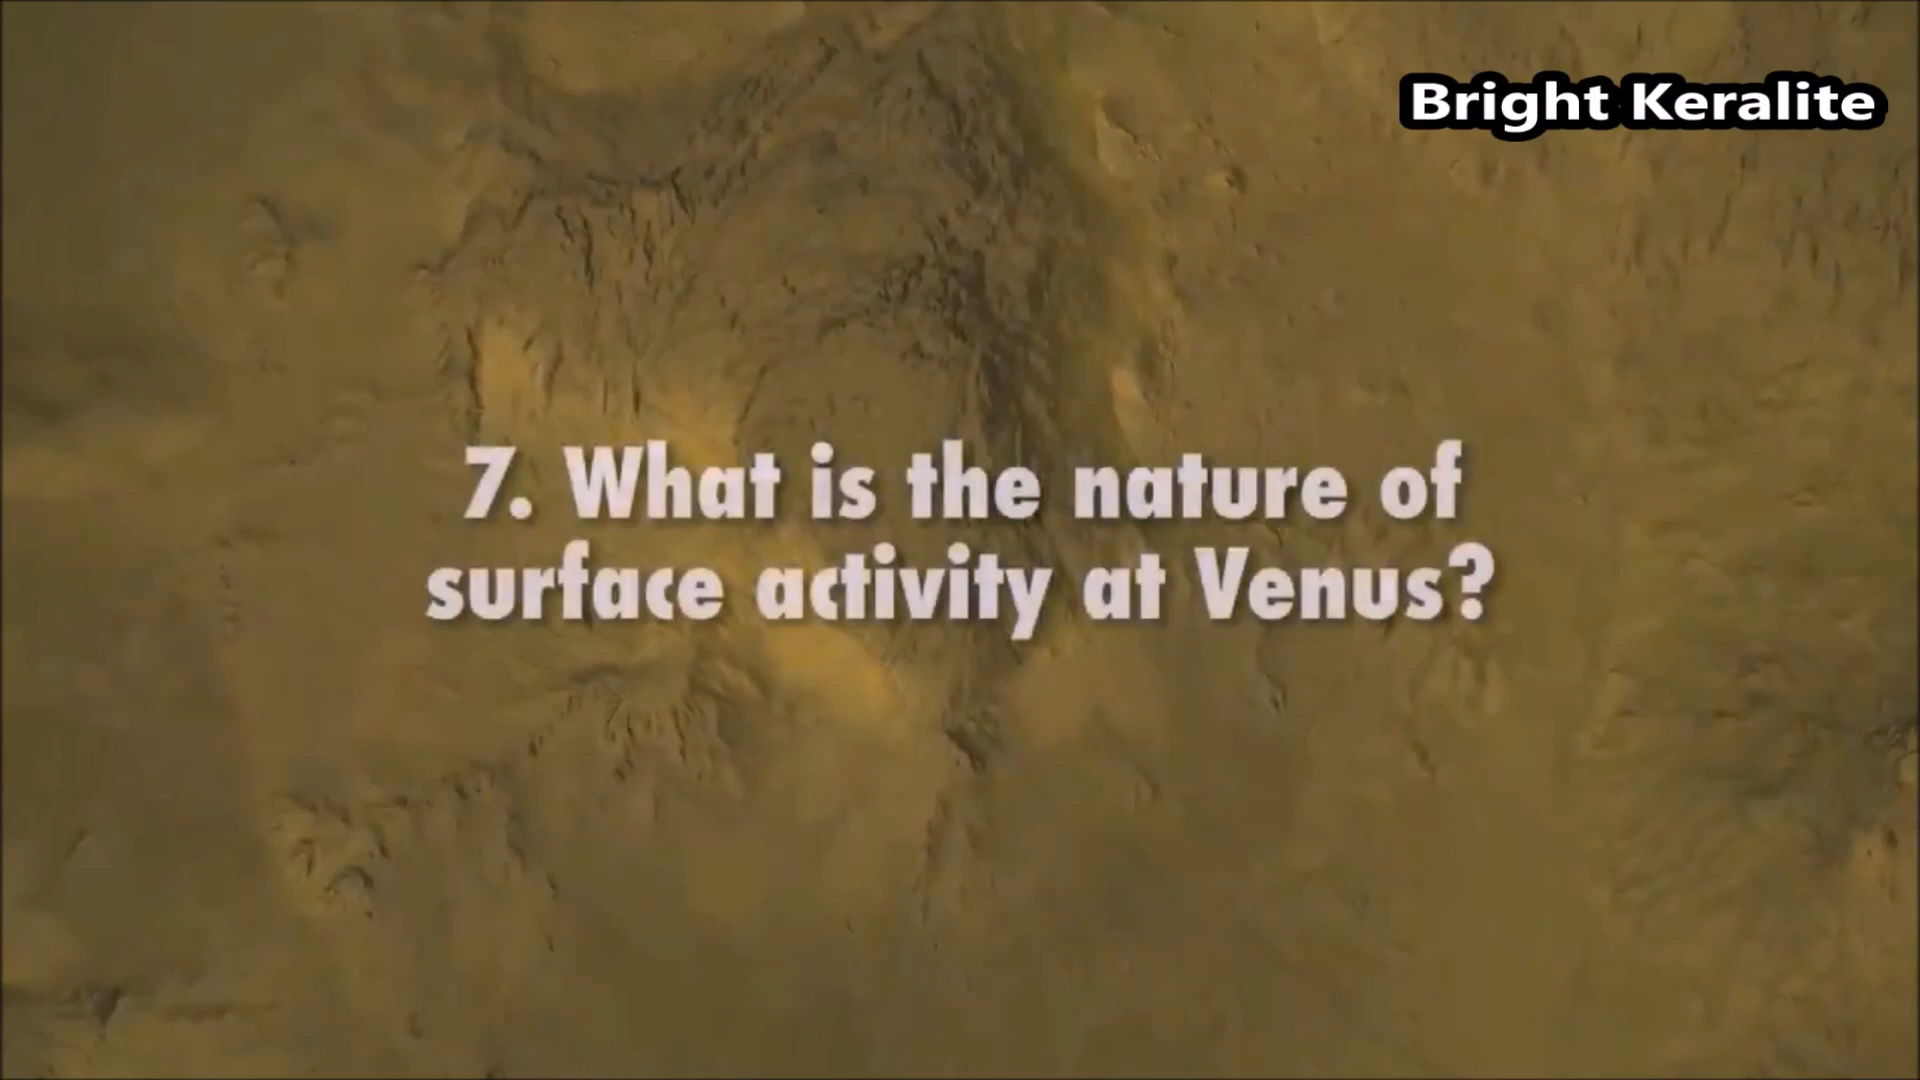 Bright Keralite
7. What is the nature of
surface activity at Venus?